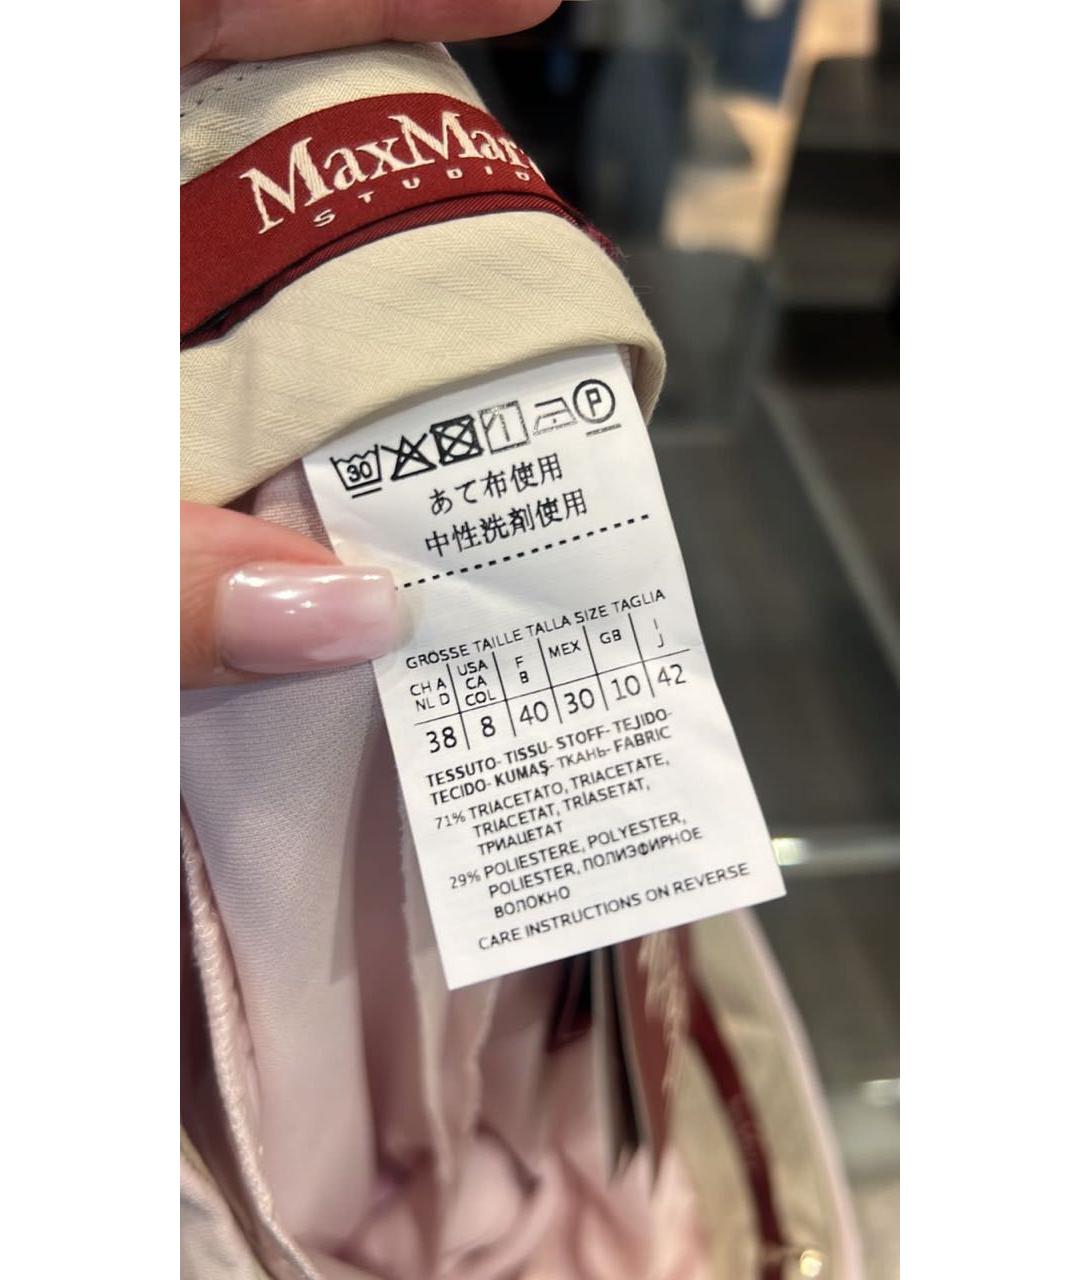 MaxMara
STUDIO
30 P
あて布使用
中性洗剤使用
GRÖSSE TAILLE TALLA SIZE TAGLIA
CH A NL D USA CA COL F B MEX GB I J
38 8 40 30 10 42
TESSUTO- TISSU- STOFF- TEJIDO-
TECIDO- KUMAŞ- ТКАНЬ- FABRIC
71% TRIACETATO, TRIACETATE,
TRIACETAT, TRİASETAT,
ТРИАЦЕТАТ
29% POLIESTERE, POLYESTER,
POLIESTER, ПОЛИЭФИРНОЕ
ВОЛОКНО
CARE INSTRUCTIONS ON REVERSE